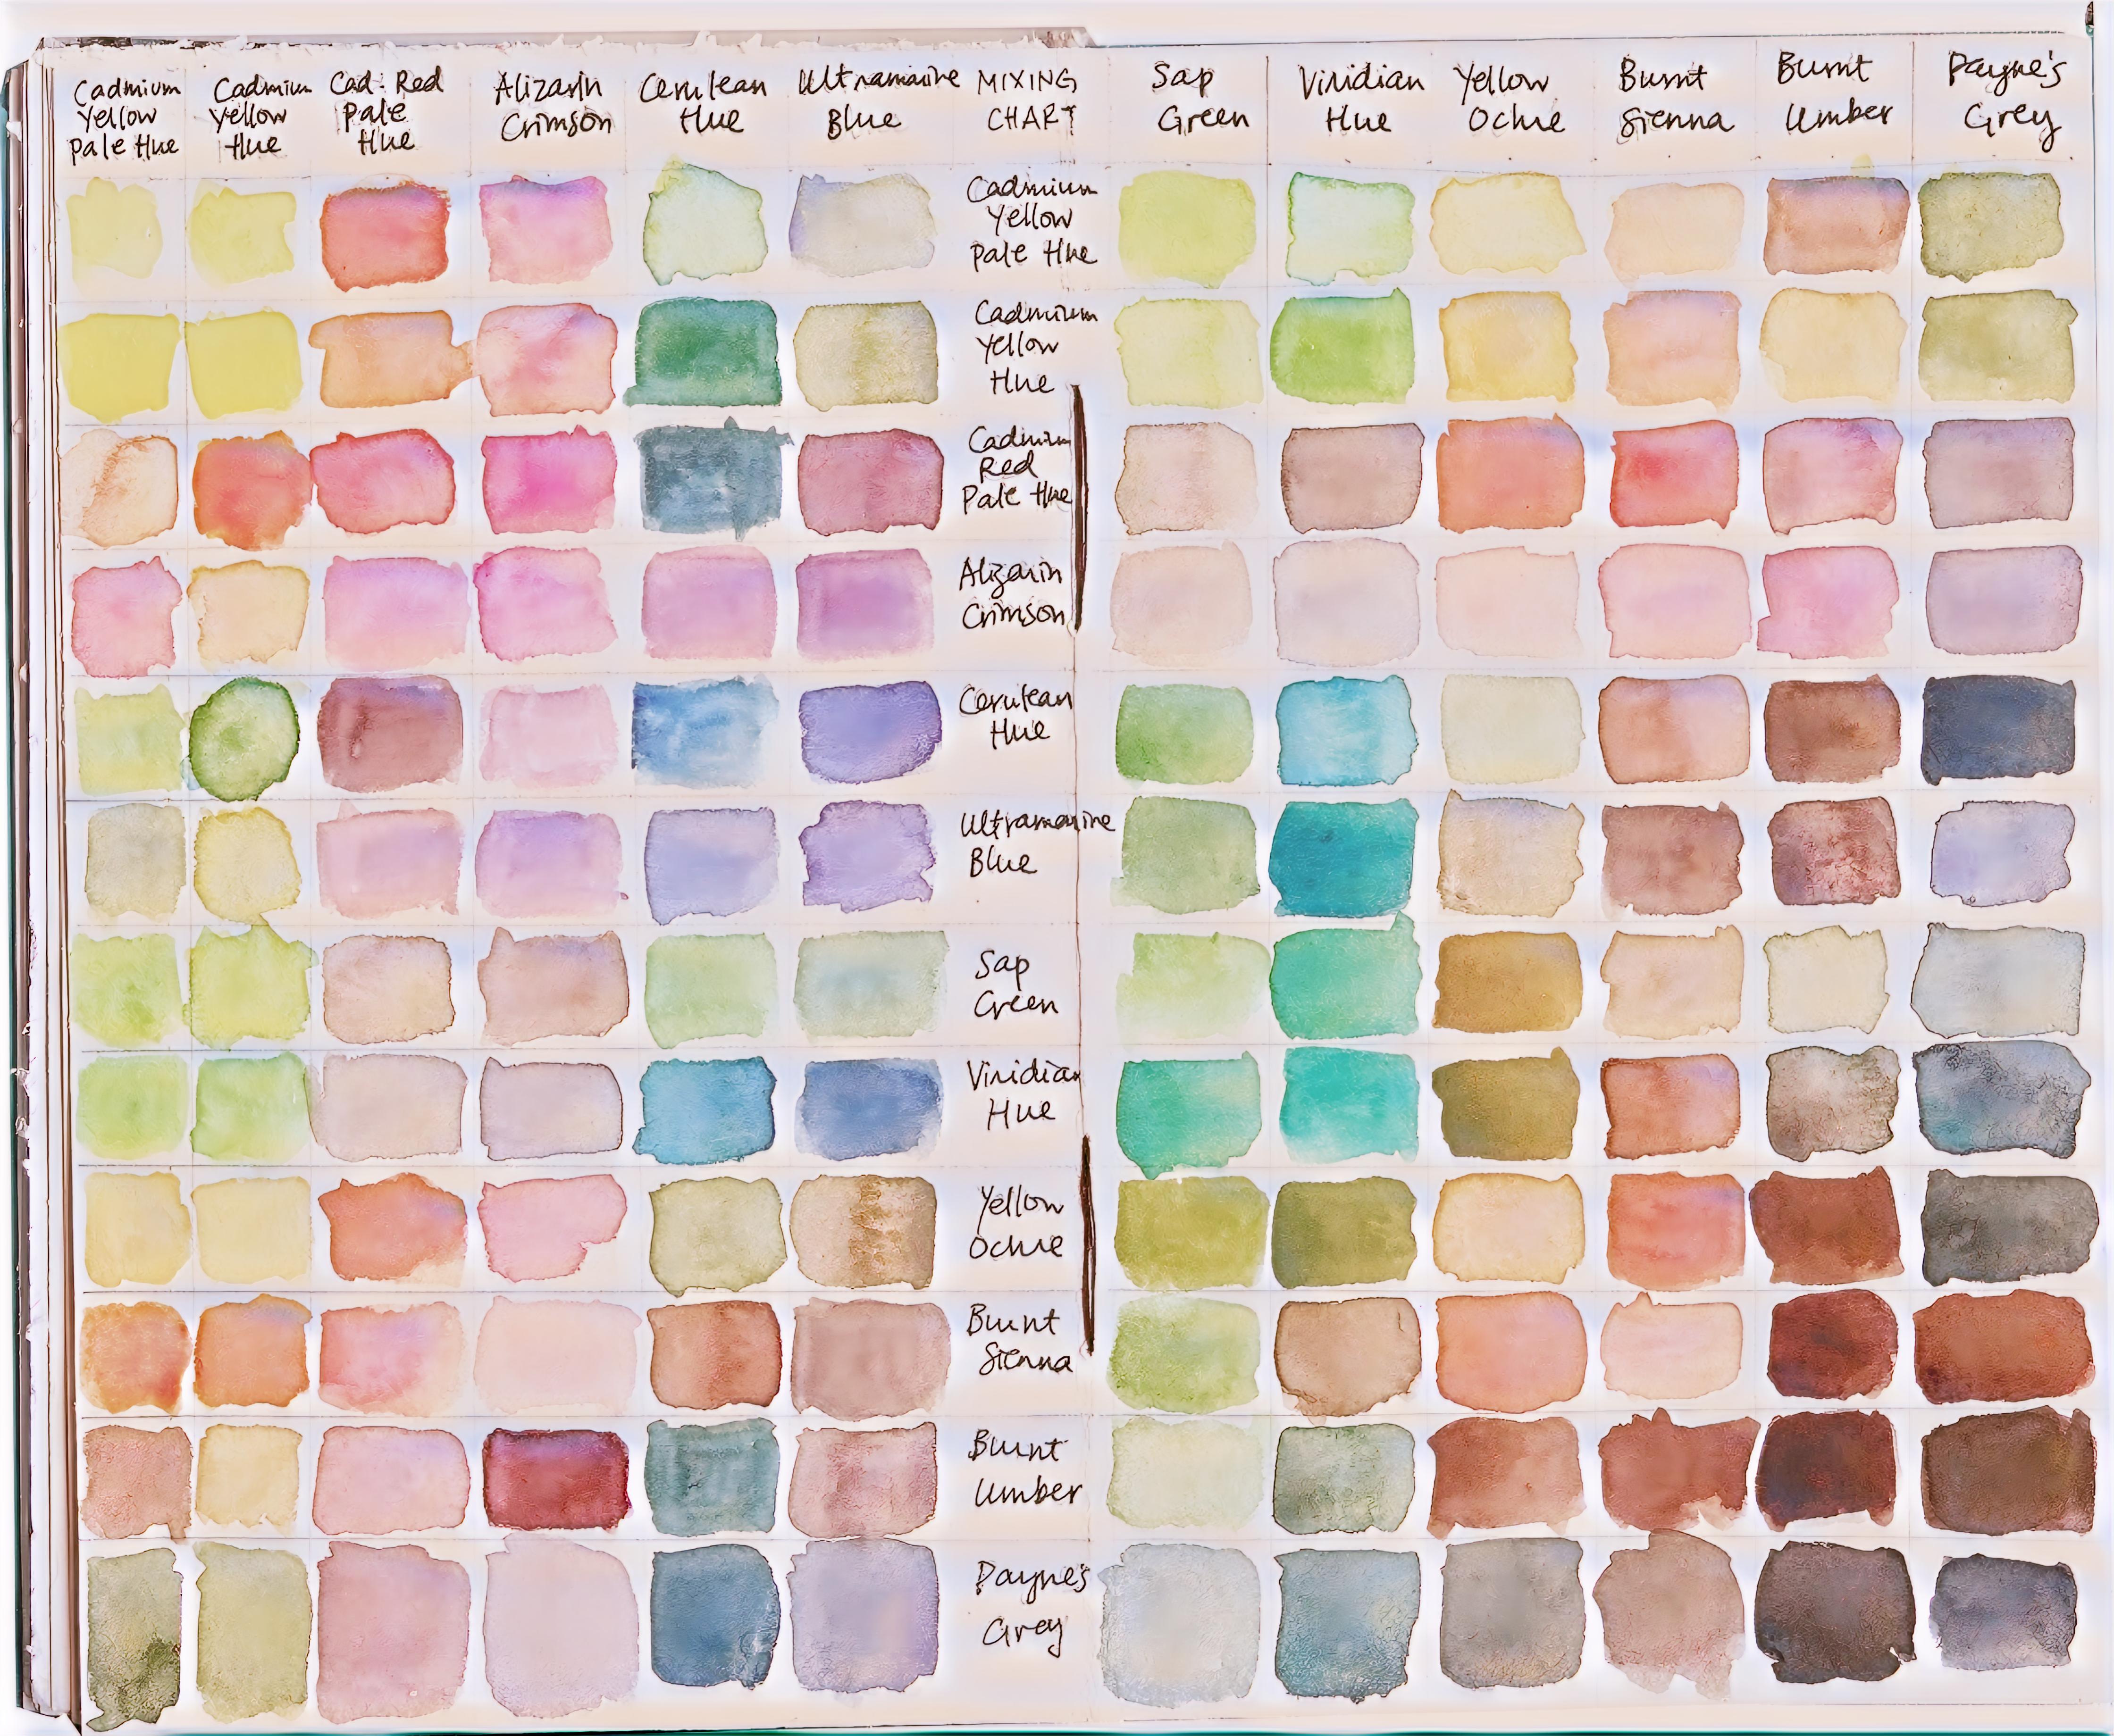 Cadmium
Yellow
Pale Hue
Cadmium
Yellow
Hue
Cad. Red
Pale
Hue
Alizarin
Crimson
Cerulean
Hue
Ultramarine
Blue
MIXING
CHART
Sap
Green
Viridian
Hue
Yellow
Ochre
Burnt
Sienna
Burnt
Umber
Payne's
Grey
Cadmium
Yellow
Pale Hue
Cadmium
Yellow
Hue
Cadmium
Red
Pale Hue
Alizarin
Crimson
Cerulean
Hue
Ultramarine
Blue
Sap
Green
Viridian
Hue
Yellow
Ochre
Burnt
Sienna
Burnt
Umber
Payne's
Grey